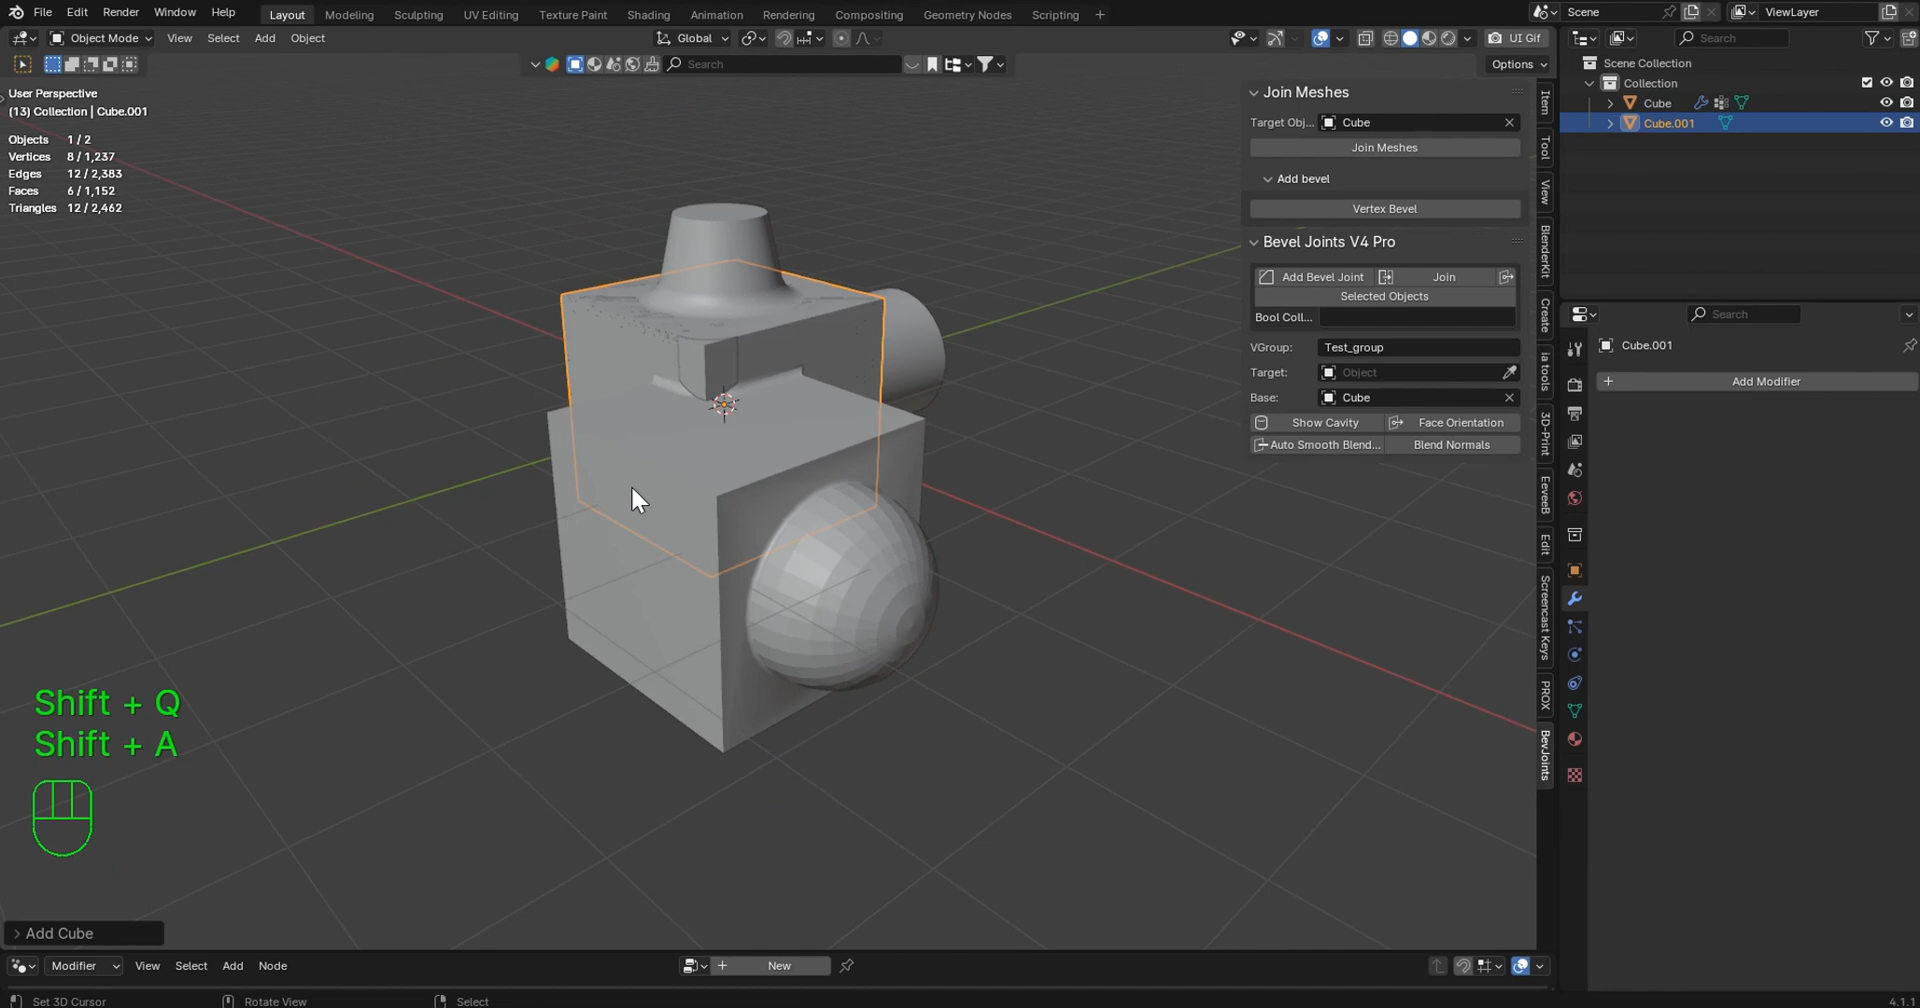 File Edit Render Window Help
Layout Modeling Sculpting UV Editing Texture Paint Shading Animation Rendering Compositing Geometry Nodes Scripting +
Scene
ViewLayer
Object Mode View Select Add Object
Global
UI Gif
Search
Search
Options
User Perspective
(13) Collection | Cube.001
Objects 1 / 2
Vertices 8 / 1,237
Edges 12 / 2,383
Faces 6 / 1,152
Triangles 12 / 2,462
Join Meshes
Target Obj... Cube
Join Meshes
Add bevel
Vertex Bevel
Bevel Joints V4 Pro
Add Bevel Joint Join
Selected Objects
Bool Coll...
VGroup: Test_group
Target: Object
Base: Cube
Show Cavity Face Orientation
Auto Smooth Blend... Blend Normals
Item
Tool
View
BlenderKit
Create
ia tools
3D-Print
EeveeB
Edit
Screencast Keys
PROX
BevJoints
Scene Collection
Collection
Cube
Cube.001
Search
Cube.001
+ Add Modifier
Shift + Q
Shift + A
Add Cube
Modifier View Select Add Node
+ New
Set 3D Cursor Rotate View Select
4.1.1